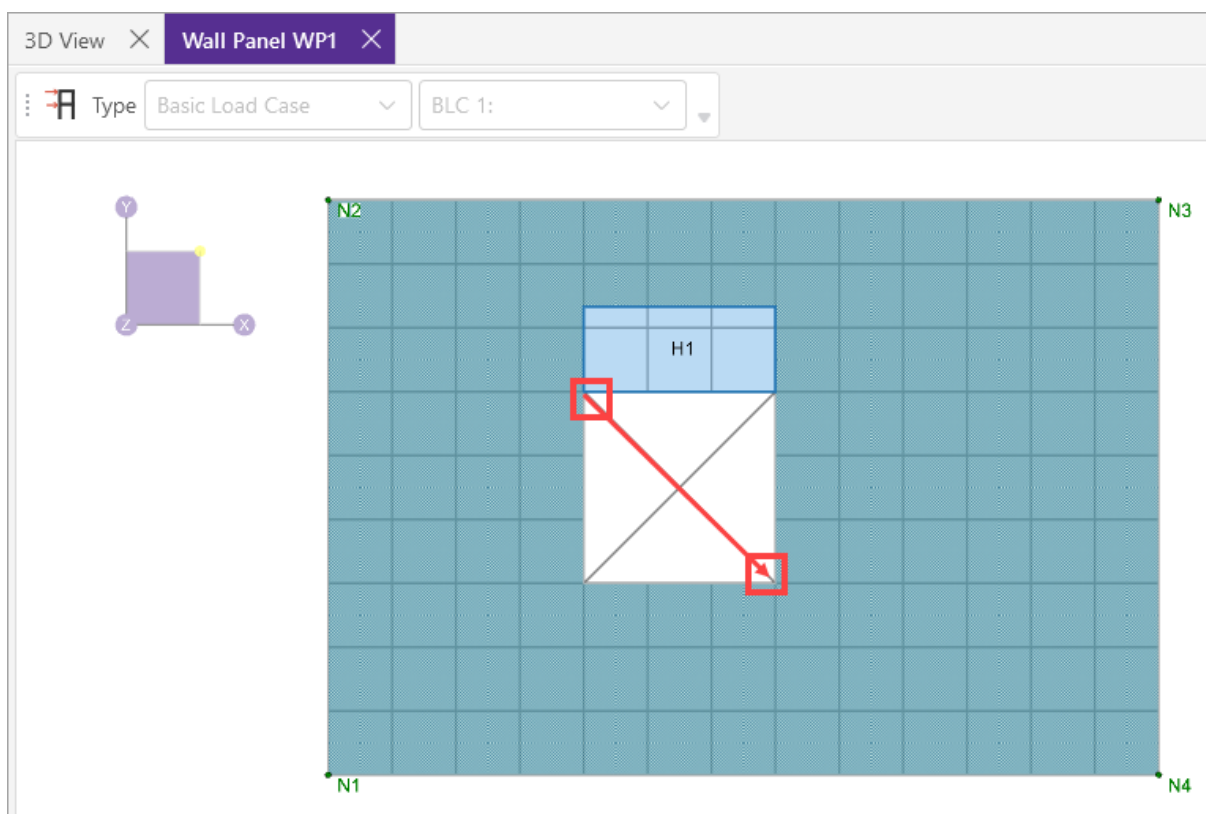 3D View
Wall Panel WP1
Type Basic Load Case BLC 1:
Y
N2 N3
H1
Z X
N1 N4